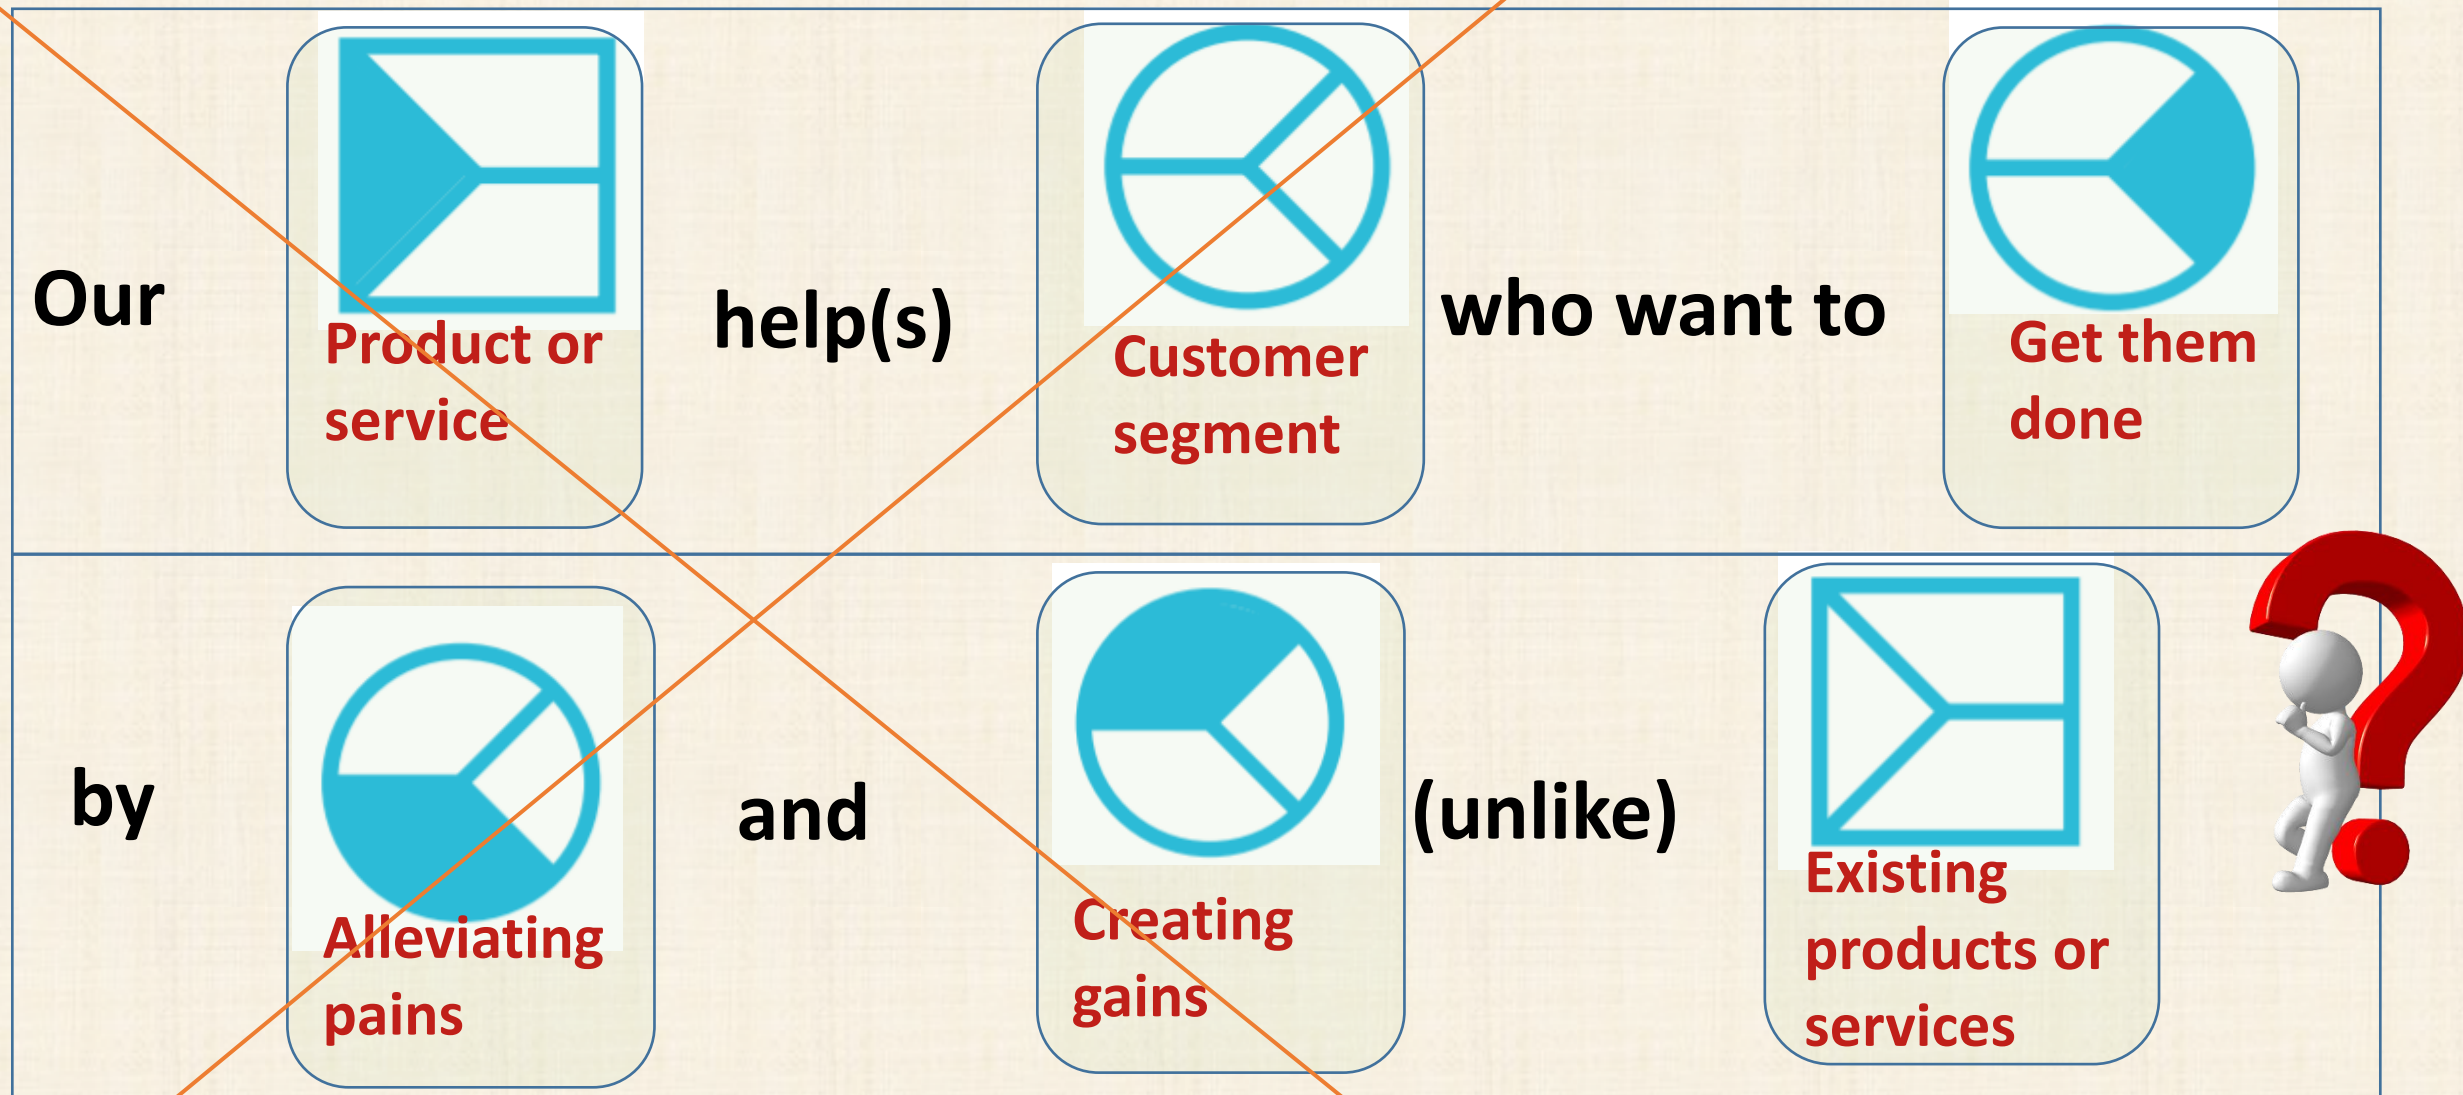 Our
Product or
service
help(s)
Customer
segment
who want to
Get them
done
by
Alleviating
pains
and
Creating
gains
(unlike)
Existing
products or
services